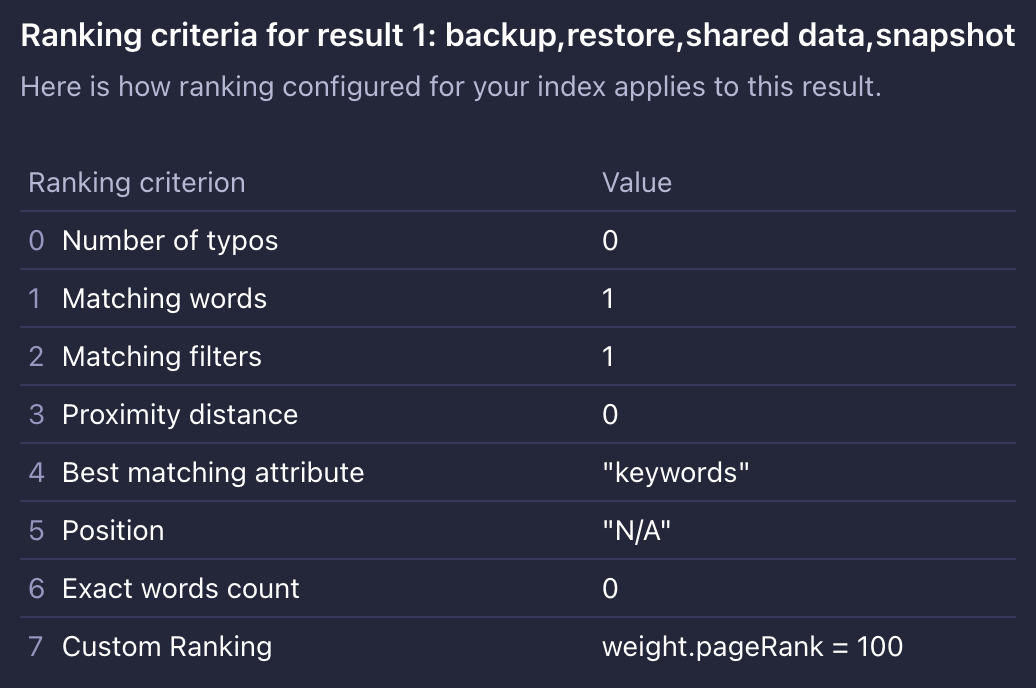 Ranking criteria for result 1: backup,restore,shared data,snapshot
Here is how ranking configured for your index applies to this result.
Ranking criterion Value
0 Number of typos 0
1 Matching words 1
2 Matching filters 1
3 Proximity distance 0
4 Best matching attribute "keywords"
5 Position "N/A"
6 Exact words count 0
7 Custom Ranking weight.pageRank = 100